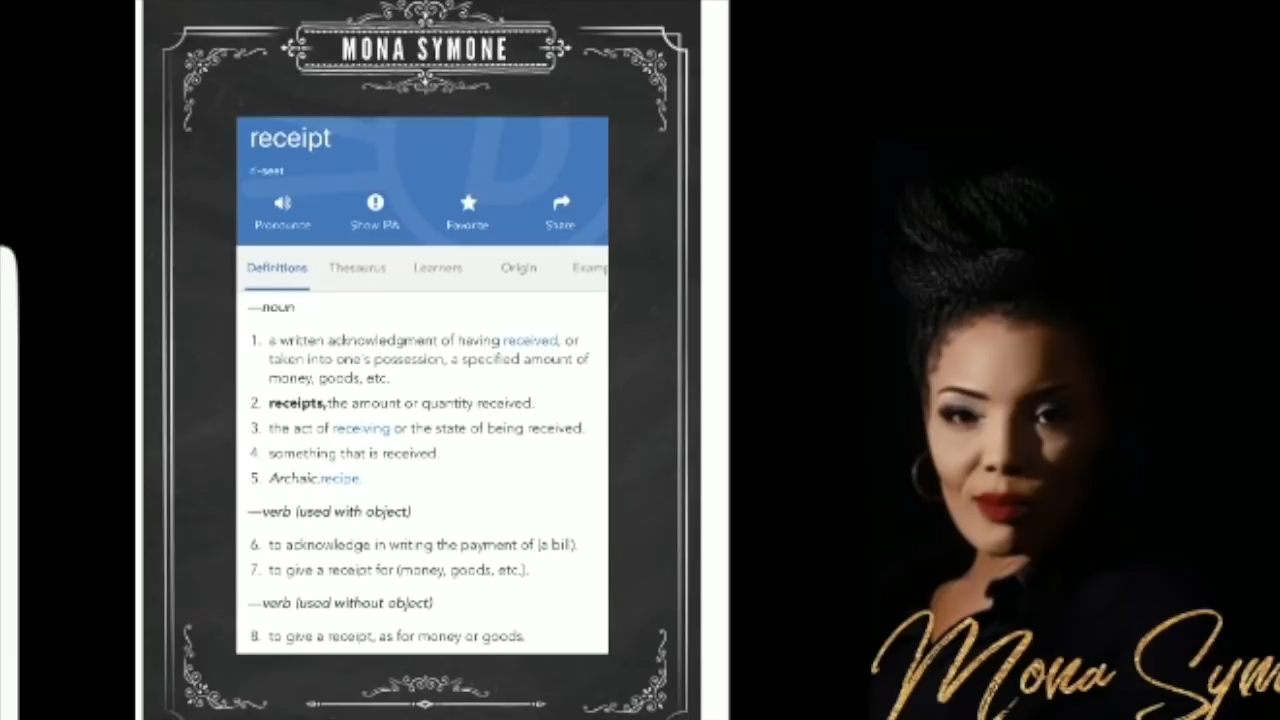 MONA SYMONE
receipt
ri-seet
Pronounce Show IPA Favorite Share
Definitions Thesaurus Learners Origin Examp
—noun
1. a written acknowledgment of having received, or
taken into one's possession, a specified amount of
money, goods, etc.
2. receipts, the amount or quantity received.
3. the act of receiving or the state of being received.
4. something that is received.
5. Archaic. recipe.
—verb (used with object)
6. to acknowledge in writing the payment of (a bill).
7. to give a receipt for (money, goods, etc.).
—verb (used without object)
8. to give a receipt, as for money or goods.
Mona Sym